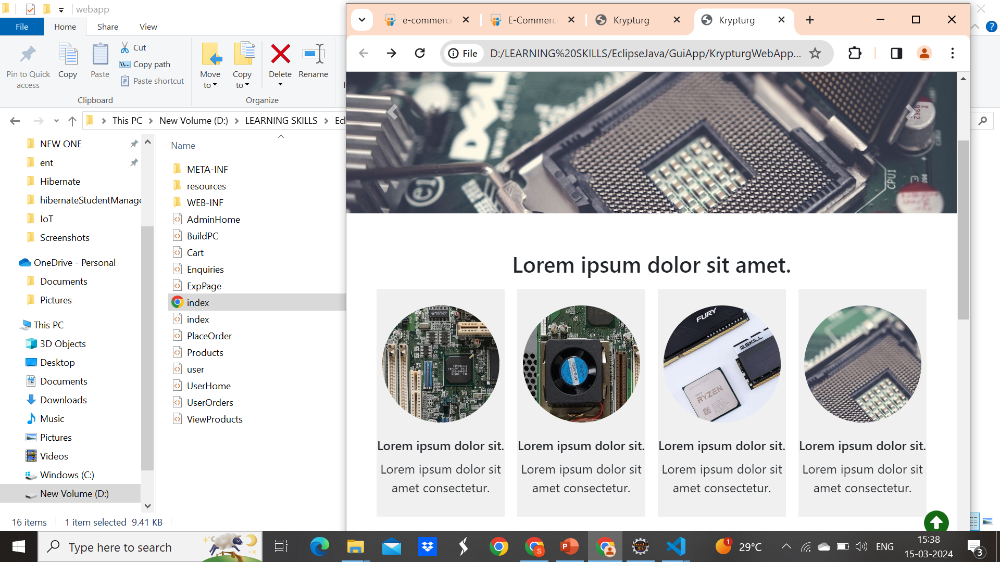 webapp
File
Home
Share
View
Pin to Quick
access
Copy
Paste
Cut
Copy path
Paste shortcut
Clipboard
Move
to
Copy
to
Delete
Rename
Organize
This PC
New Volume (D:)
LEARNING SKILLS
Ecl
NEW ONE
ent
Hibernate
hibernateStudentManage
IoT
Screenshots
OneDrive - Personal
Documents
Pictures
This PC
3D Objects
Desktop
Documents
Downloads
Music
Pictures
Videos
Windows (C:)
New Volume (D:)
Name
META-INF
resources
WEB-INF
AdminHome
BuildPC
Cart
Enquiries
ExpPage
index
index
PlaceOrder
Products
user
UserHome
UserOrders
ViewProducts
16 items
1 item selected 9.41 KB
e-commerce
E-Commerc
Krypturg
Krypturg
File
D:/LEARNING%20SKILLS/EclipseJava/GuiApp/KrypturgWebApp...
CPU1
Lorem ipsum dolor sit amet.
FURY
G.SKILL
RYZEN
Lorem ipsum dolor sit.
Lorem ipsum dolor sit
amet consectetur.
Lorem ipsum dolor sit.
Lorem ipsum dolor sit
amet consectetur.
Lorem ipsum dolor sit.
Lorem ipsum dolor sit
amet consectetur.
Lorem ipsum dolor sit.
Lorem ipsum dolor sit
amet consectetur.
Type here to search
1
29°C
ENG
15:38
15-03-2024
3